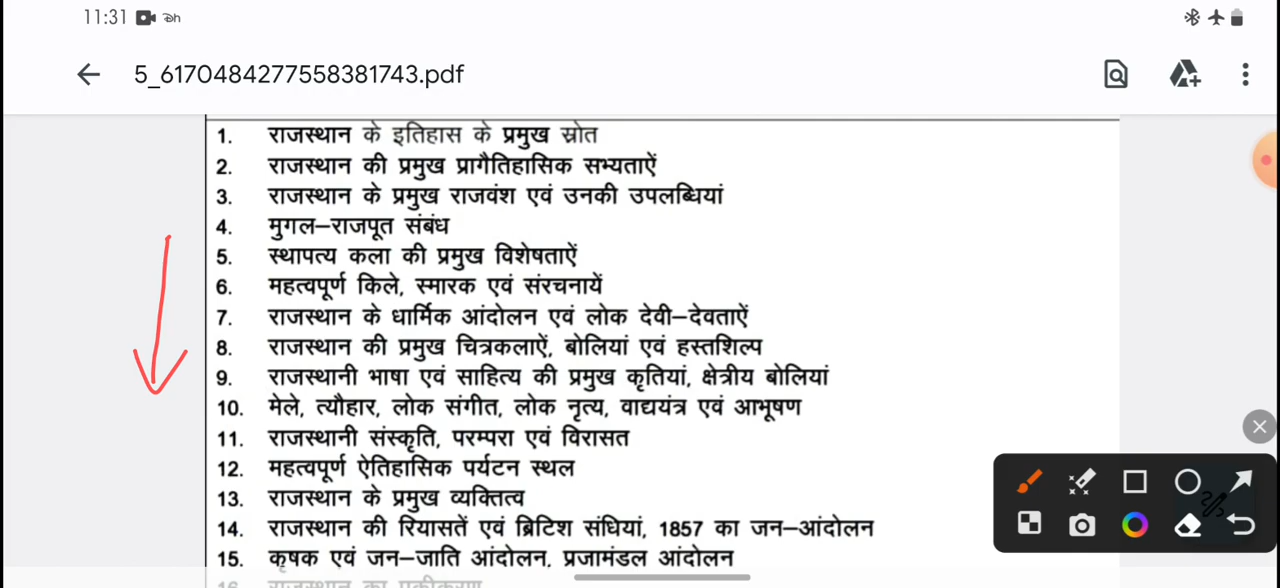 11:31
5_6170484277558381743.pdf
1. राजस्थान के इतिहास के प्रमुख स्रोत
2. राजस्थान की प्रमुख प्रागैतिहासिक सभ्यताऐं
3. राजस्थान के प्रमुख राजवंश एवं उनकी उपलब्धियां
4. मुगल–राजपूत संबंध
5. स्थापत्य कला की प्रमुख विशेषताऐं
6. महत्वपूर्ण किले, स्मारक एवं संरचनायें
7. राजस्थान के धार्मिक आंदोलन एवं लोक देवी–देवताऐं
8. राजस्थान की प्रमुख चित्रकलाऐं, बोलियां एवं हस्तशिल्प
9. राजस्थानी भाषा एवं साहित्य की प्रमुख कृतियां, क्षेत्रीय बोलियां
10. मेले, त्यौहार, लोक संगीत, लोक नृत्य, वाद्ययंत्र एवं आभूषण
11. राजस्थानी संस्कृति, परम्परा एवं विरासत
12. महत्वपूर्ण ऐतिहासिक पर्यटन स्थल
13. राजस्थान के प्रमुख व्यक्तित्व
14. राजस्थान की रियासतें एवं ब्रिटिश संधियां, 1857 का जन–आंदोलन
15. कृषक एवं जन–जाति आंदोलन, प्रजामंडल आंदोलन
16. राजस्थान का एकीकरण